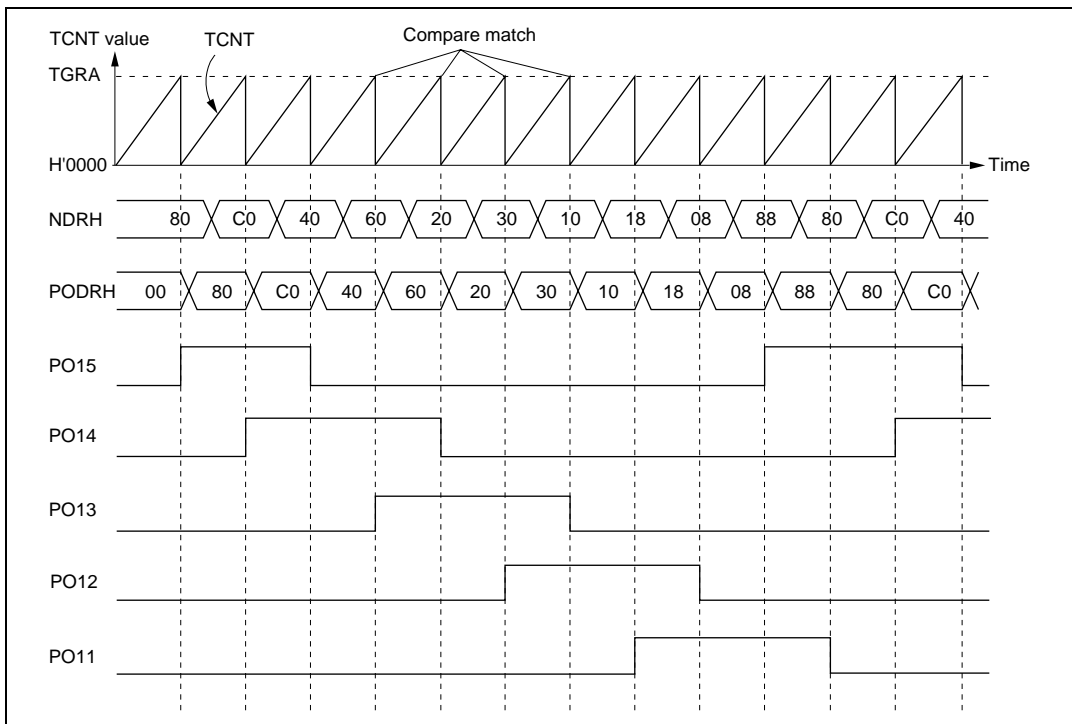 TCNT value
TCNT
Compare match
TGRA
H'0000
Time
NDRH 80 C0 40 60 20 30 10 18 08 88 80 C0 40
PODRH 00 80 C0 40 60 20 30 10 18 08 88 80 C0
PO15
PO14
PO13
PO12
PO11